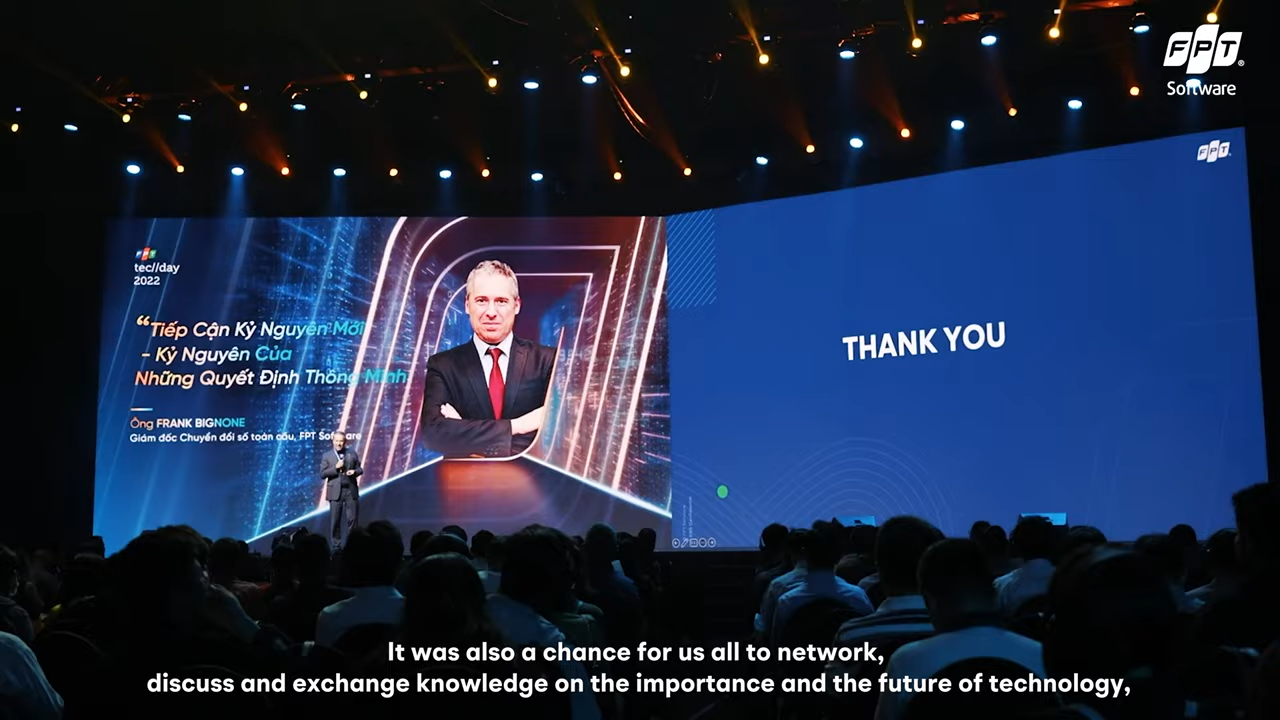 FPT
Software
FPT
tec//day
2022
“Tiếp Cận Kỷ Nguyên Mới
– Kỷ Nguyên Của
Những Quyết Định Thông Minh
Ông FRANK BIGNONE
Giám đốc Chuyển đổi số toàn cầu, FPT Software
THANK YOU
It was also a chance for us all to network,
discuss and exchange knowledge on the importance and the future of technology,